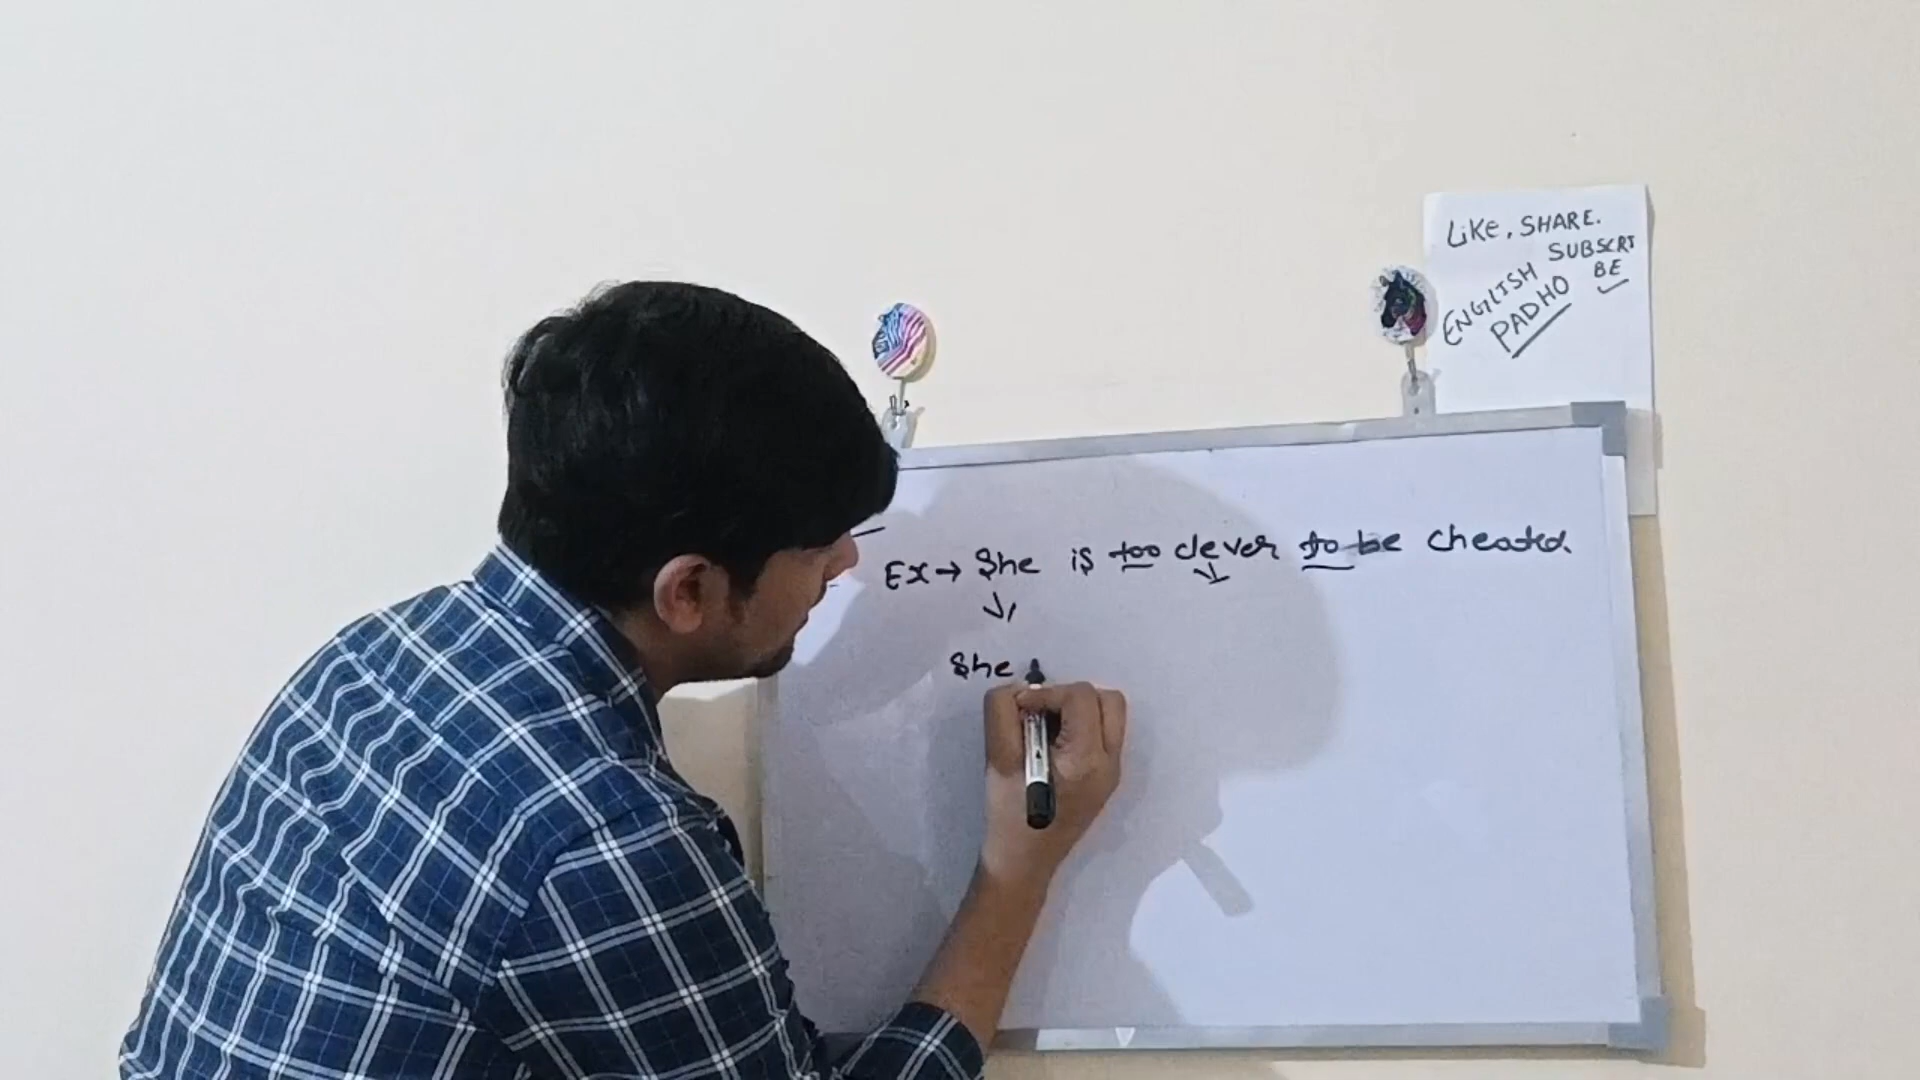 LiKe, SHARE.
SUBSCRI
BE
ENGLISH
PADHO
Ex→ She is too clever to be cheated.
She